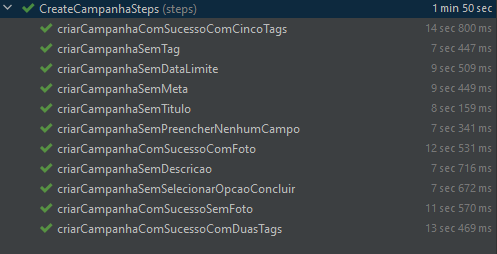 CreateCampanhaSteps (steps) 1 min 50 sec
criarCampanhaComSucessoComCincoTags 14 sec 800 ms
criarCampanhaSemTag 7 sec 447 ms
criarCampanhaSemDataLimite 9 sec 509 ms
criarCampanhaSemMeta 9 sec 449 ms
criarCampanhaSemTitulo 8 sec 159 ms
criarCampanhaSemPreencherNenhumCampo 7 sec 341 ms
criarCampanhaComSucessoComFoto 12 sec 531 ms
criarCampanhaSemDescricao 7 sec 716 ms
criarCampanhaSemSelecionarOpcaoConcluir 7 sec 672 ms
criarCampanhaComSucessoSemFoto 11 sec 570 ms
criarCampanhaComSucessoComDuasTags 13 sec 469 ms